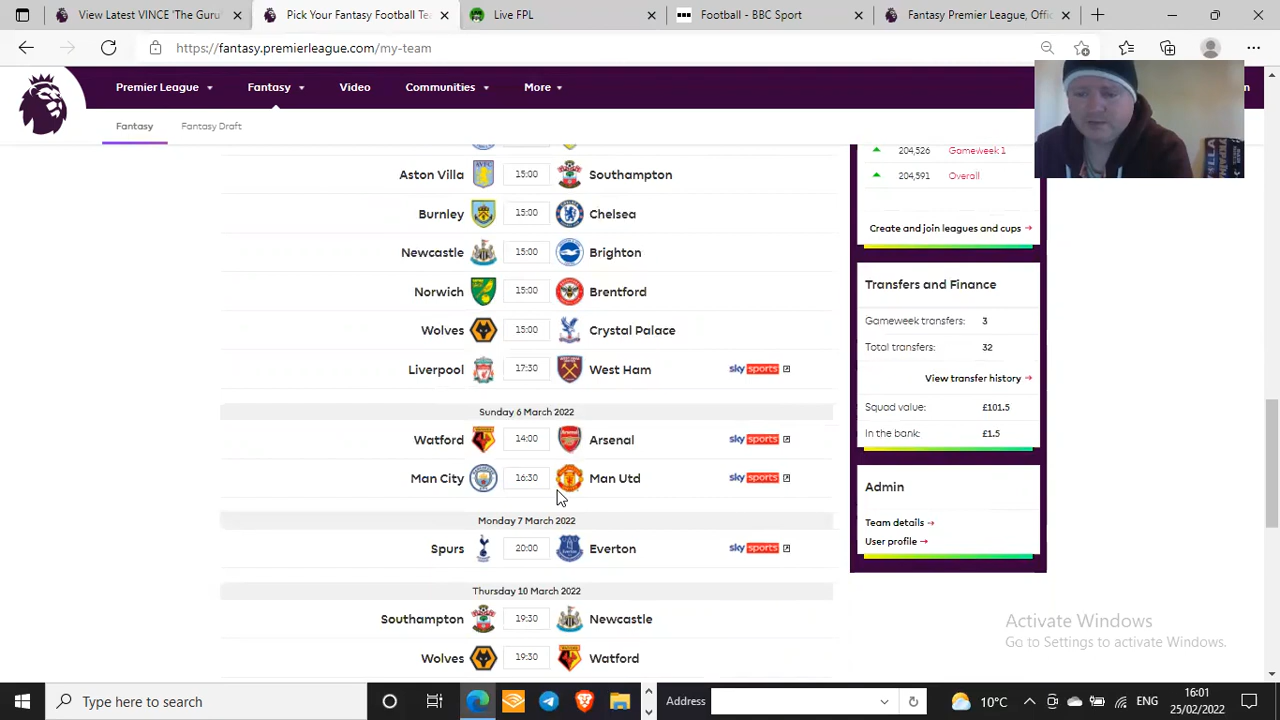 View Latest VINCE 'The Guru'
Pick Your Fantasy Football Te
Live FPL
Football - BBC Sport
Premier League, Offic
https://fantasy.premierleague.com/my-team
Premier League
Fantasy
Video
Communities
More
Fantasy
Fantasy Draft
Aston Villa 15:00 Southampton
Burnley 15:00 Chelsea
Newcastle 15:00 Brighton
Norwich 15:00 Brentford
Wolves 15:00 Crystal Palace
Liverpool 17:30 West Ham sky sports
Sunday 6 March 2022
Watford 14:00 Arsenal sky sports
Man City 16:30 Man Utd sky sports
Monday 7 March 2022
Spurs 20:00 Everton sky sports
Thursday 10 March 2022
Southampton 19:30 Newcastle
Wolves 19:30 Watford
204,526 Gameweek 1
204,591 Overall
Create and join leagues and cups
Transfers and Finance
Gameweek transfers: 3
Total transfers: 32
View transfer history
Squad value: £101.5
In the bank: £1.5
Admin
Team details
User profile
Activate Windows
Go to Settings to activate Windows.
Type here to search
Address
10°C
ENG
16:01
25/02/2022